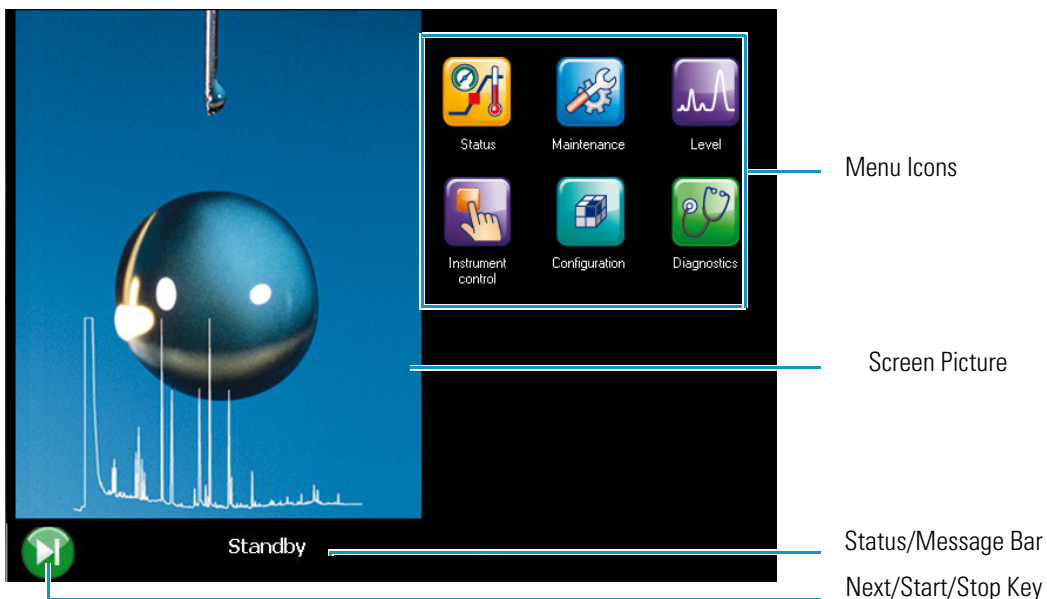 Status
Maintenance
Level
Menu Icons
Instrument
control
Configuration
Diagnostics
Screen Picture
Standby
Status/Message Bar
Next/Start/Stop Key